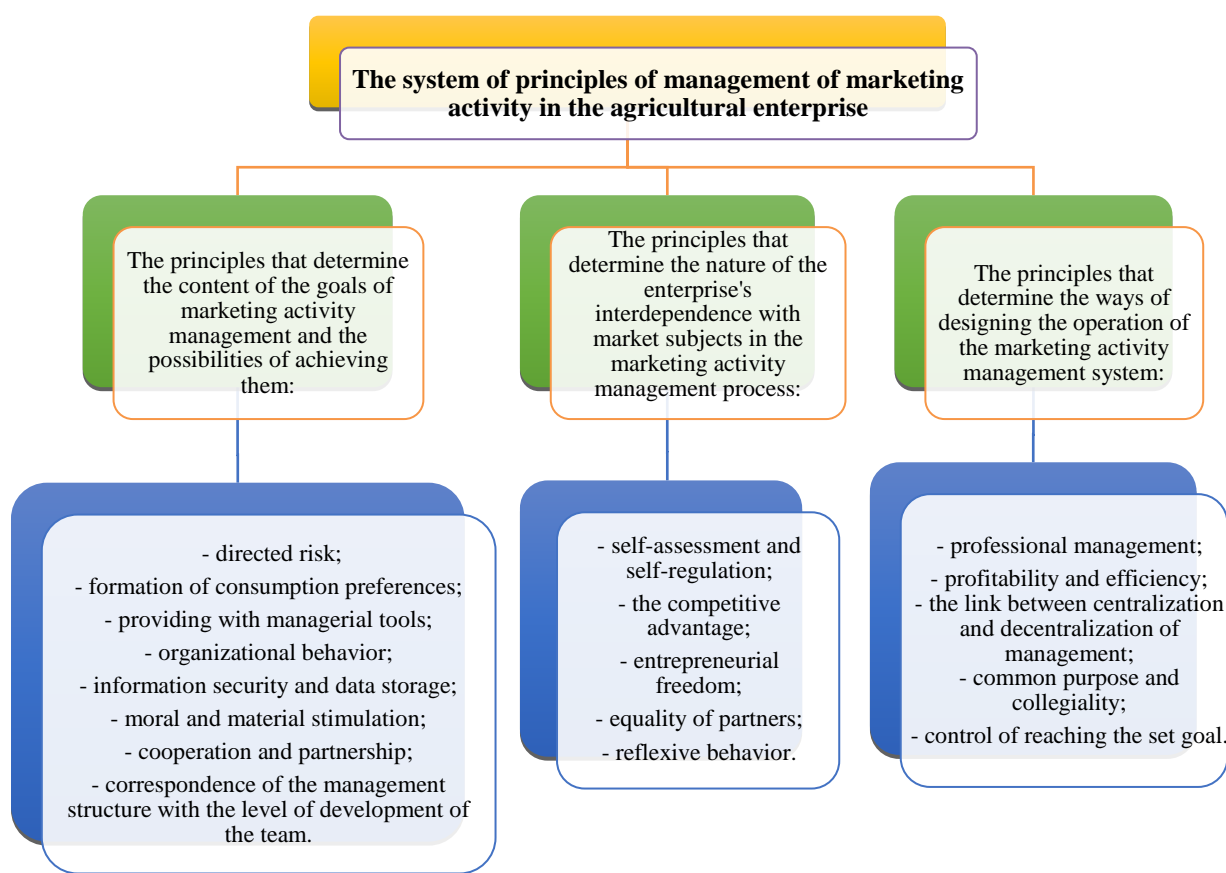 The system of principles of management of marketing
activity in the agricultural enterprise
The principles that determine
the content of the goals of
marketing activity
management and the
possibilities of achieving
them:
The principles that
determine the nature of the
enterprise's
interdependence with
market subjects in the
marketing activity
management process:
The principles that
determine the ways of
designing the operation of
the marketing activity
management system:
- directed risk;
- formation of consumption preferences;
- providing with managerial tools;
- organizational behavior;
- information security and data storage;
- moral and material stimulation;
- cooperation and partnership;
- correspondence of the management
structure with the level of development of
the team.
- self-assessment and
self-regulation;
- the competitive
advantage;
- entrepreneurial
freedom;
- equality of partners;
- reflexive behavior.
- professional management;
- profitability and efficiency;
- the link between centralization
and decentralization of
management;
- common purpose and
collegiality;
- control of reaching the set goal.